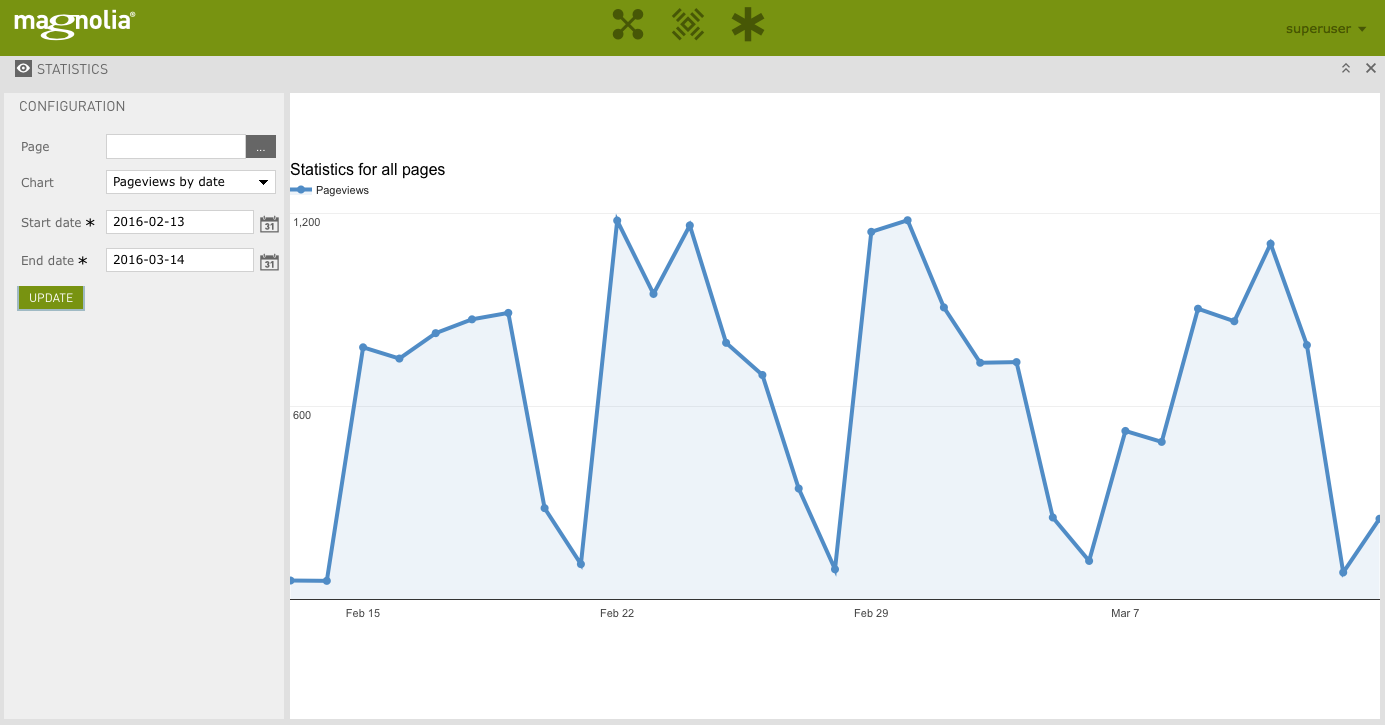 magnolia®
superuser
STATISTICS
CONFIGURATION
Page
...
Chart
Pageviews by date
Start date *
2016-02-13
31
End date *
2016-03-14
31
UPDATE
Statistics for all pages
Pageviews
1,200
600
Feb 15 Feb 22 Feb 29 Mar 7